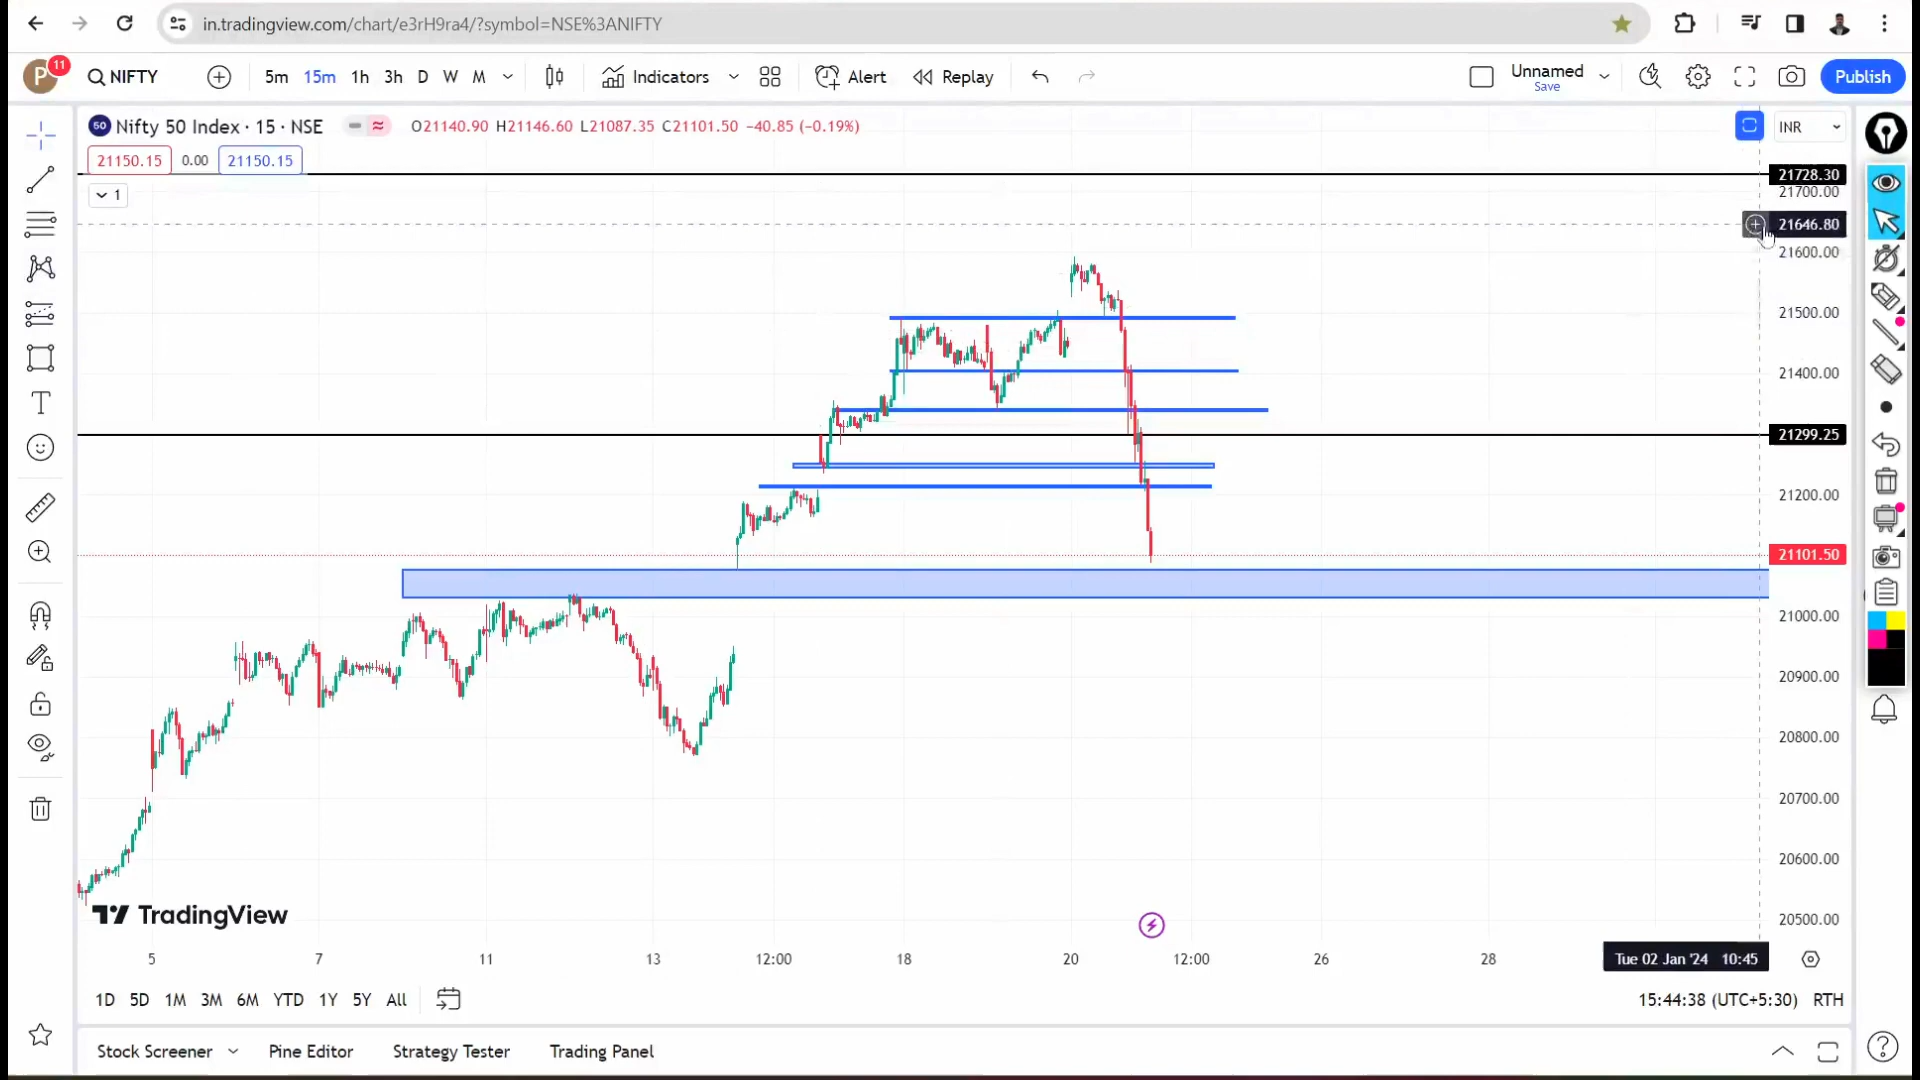 in.tradingview.com/chart/e3rH9ra4/?symbol=NSE%3ANIFTY
P 11 NIFTY 5m 15m 1h 3h D W M Indicators Alert Replay Unnamed Save Publish
50 Nifty 50 Index · 15 · NSE O21140.90 H21146.60 L21087.35 C21101.50 −40.85 (−0.19%) INR
21150.15 0.00 21150.15
1
21728.30
21700.00
21646.80
21600.00
21500.00
21400.00
21299.25
21200.00
21101.50
21000.00
20900.00
20800.00
20700.00
20600.00
20500.00
TradingView
5 7 11 13 12:00 18 20 12:00 26 28 Tue 02 Jan '24 10:45
1D 5D 1M 3M 6M YTD 1Y 5Y All 15:44:38 (UTC+5:30) RTH
Stock Screener Pine Editor Strategy Tester Trading Panel